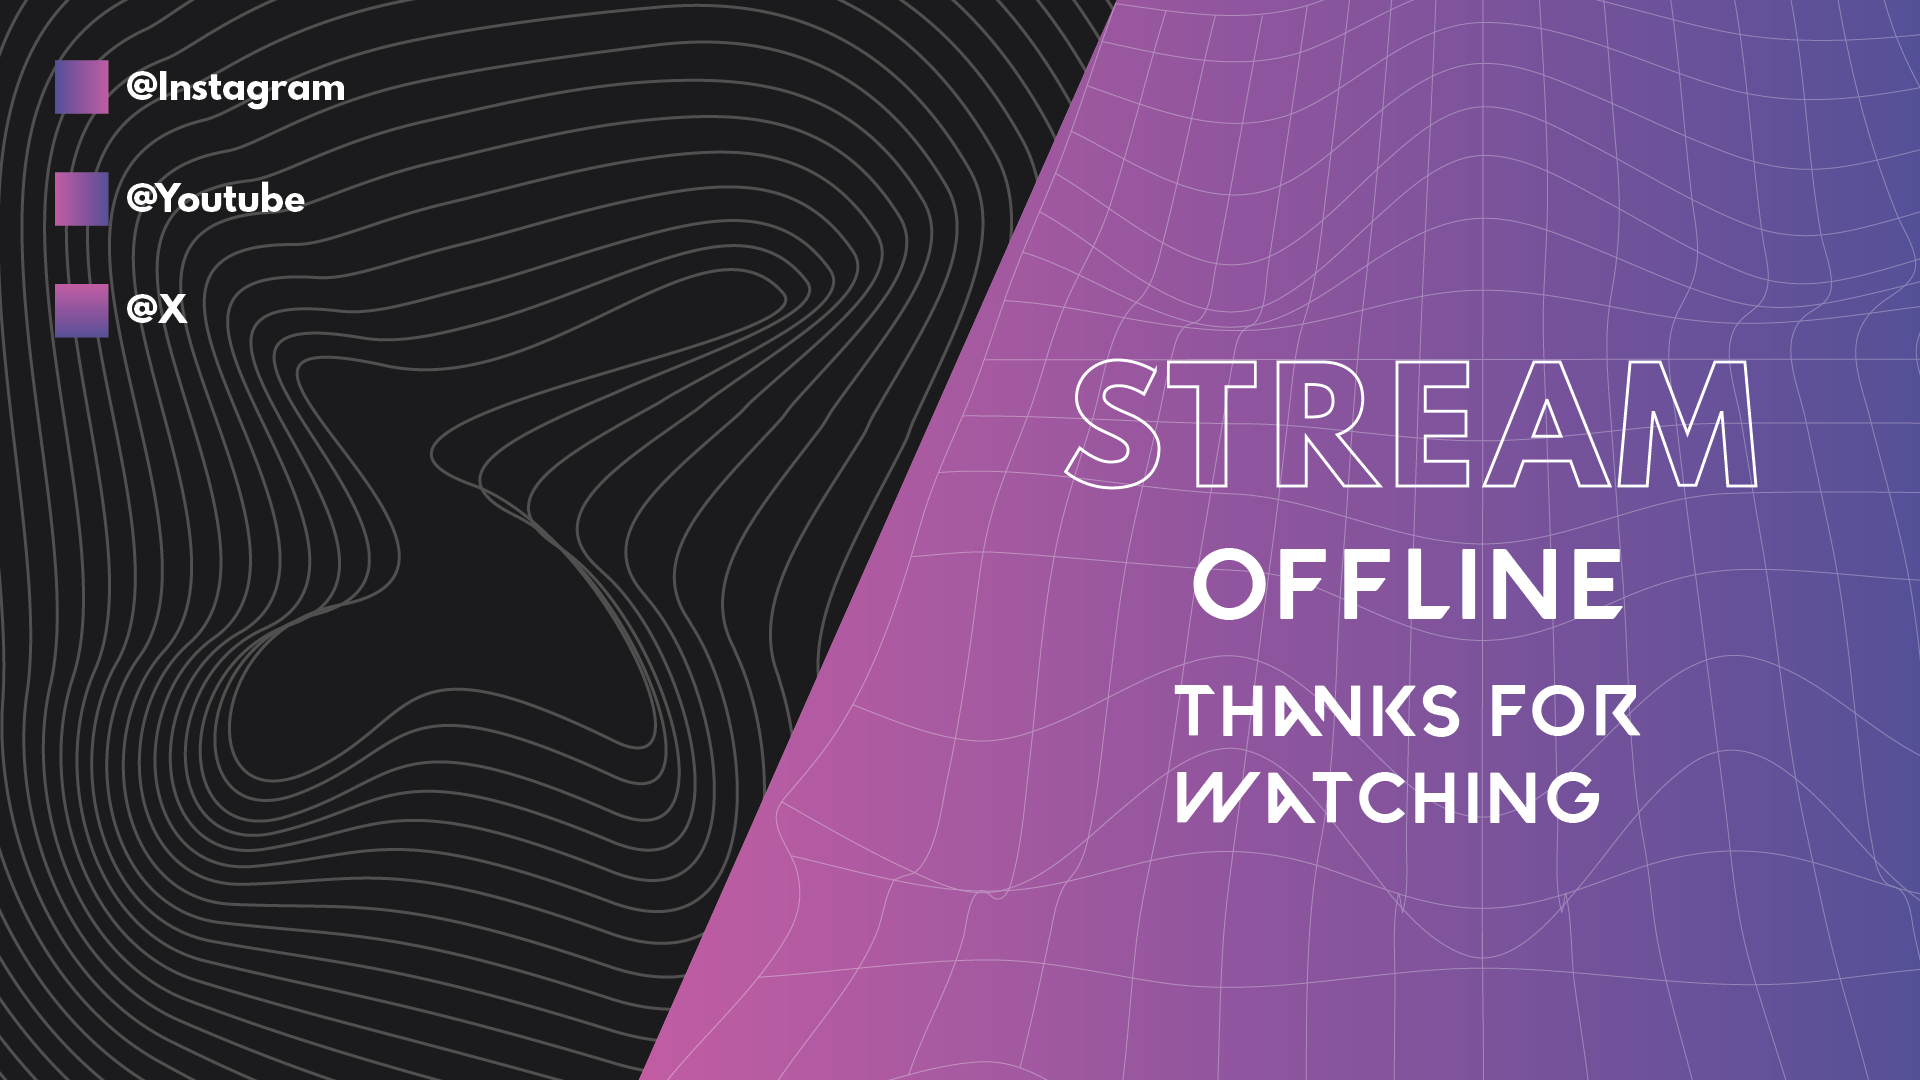 @Instagram
@Youtube
@X
STREAM
OFFLINE
THANKS FOR
WATCHING